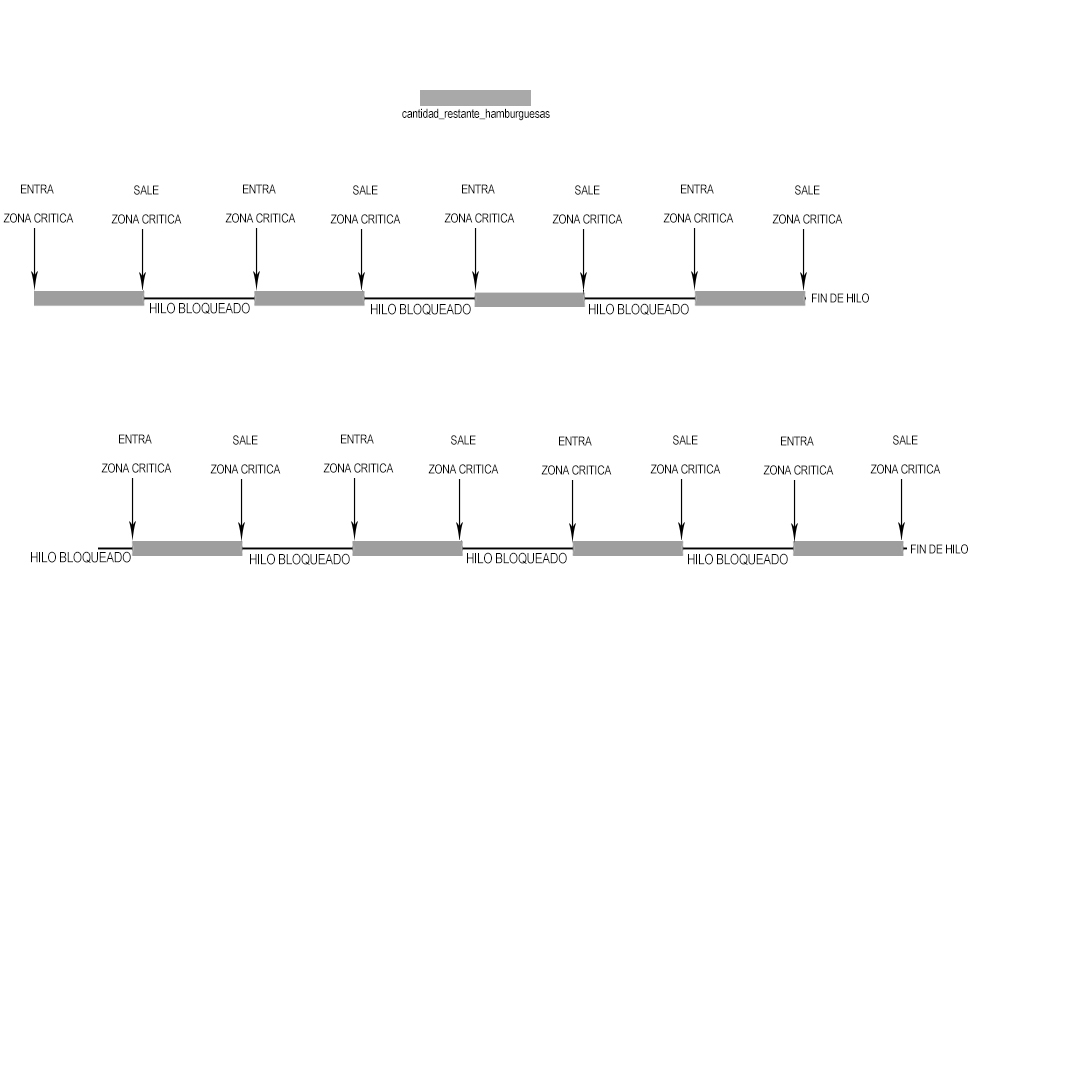 cantidad_restante_hamburguesas
ENTRA SALE ENTRA SALE ENTRA SALE ENTRA SALE
ZONA CRITICA ZONA CRITICA ZONA CRITICA ZONA CRITICA ZONA CRITICA ZONA CRITICA ZONA CRITICA ZONA CRITICA
FIN DE HILO
HILO BLOQUEADO HILO BLOQUEADO HILO BLOQUEADO
ENTRA SALE ENTRA SALE ENTRA SALE ENTRA SALE
ZONA CRITICA ZONA CRITICA ZONA CRITICA ZONA CRITICA ZONA CRITICA ZONA CRITICA ZONA CRITICA ZONA CRITICA
FIN DE HILO
HILO BLOQUEADO HILO BLOQUEADO HILO BLOQUEADO HILO BLOQUEADO